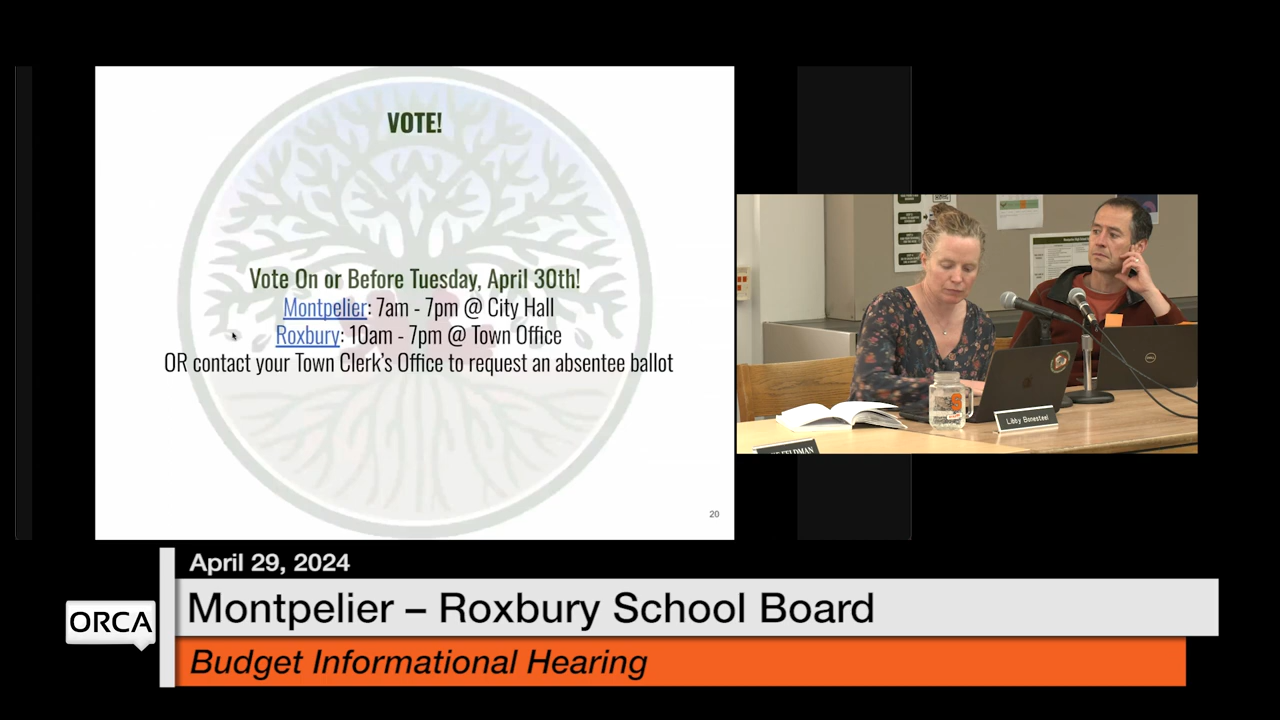 VOTE!
Vote On or Before Tuesday, April 30th!
Montpelier: 7am - 7pm @ City Hall
Roxbury: 10am - 7pm @ Town Office
OR contact your Town Clerk's Office to request an absentee ballot
20
Libby Bonesteel
FELDMAN
DELL
April 29, 2024
ORCA
Montpelier – Roxbury School Board
Budget Informational Hearing